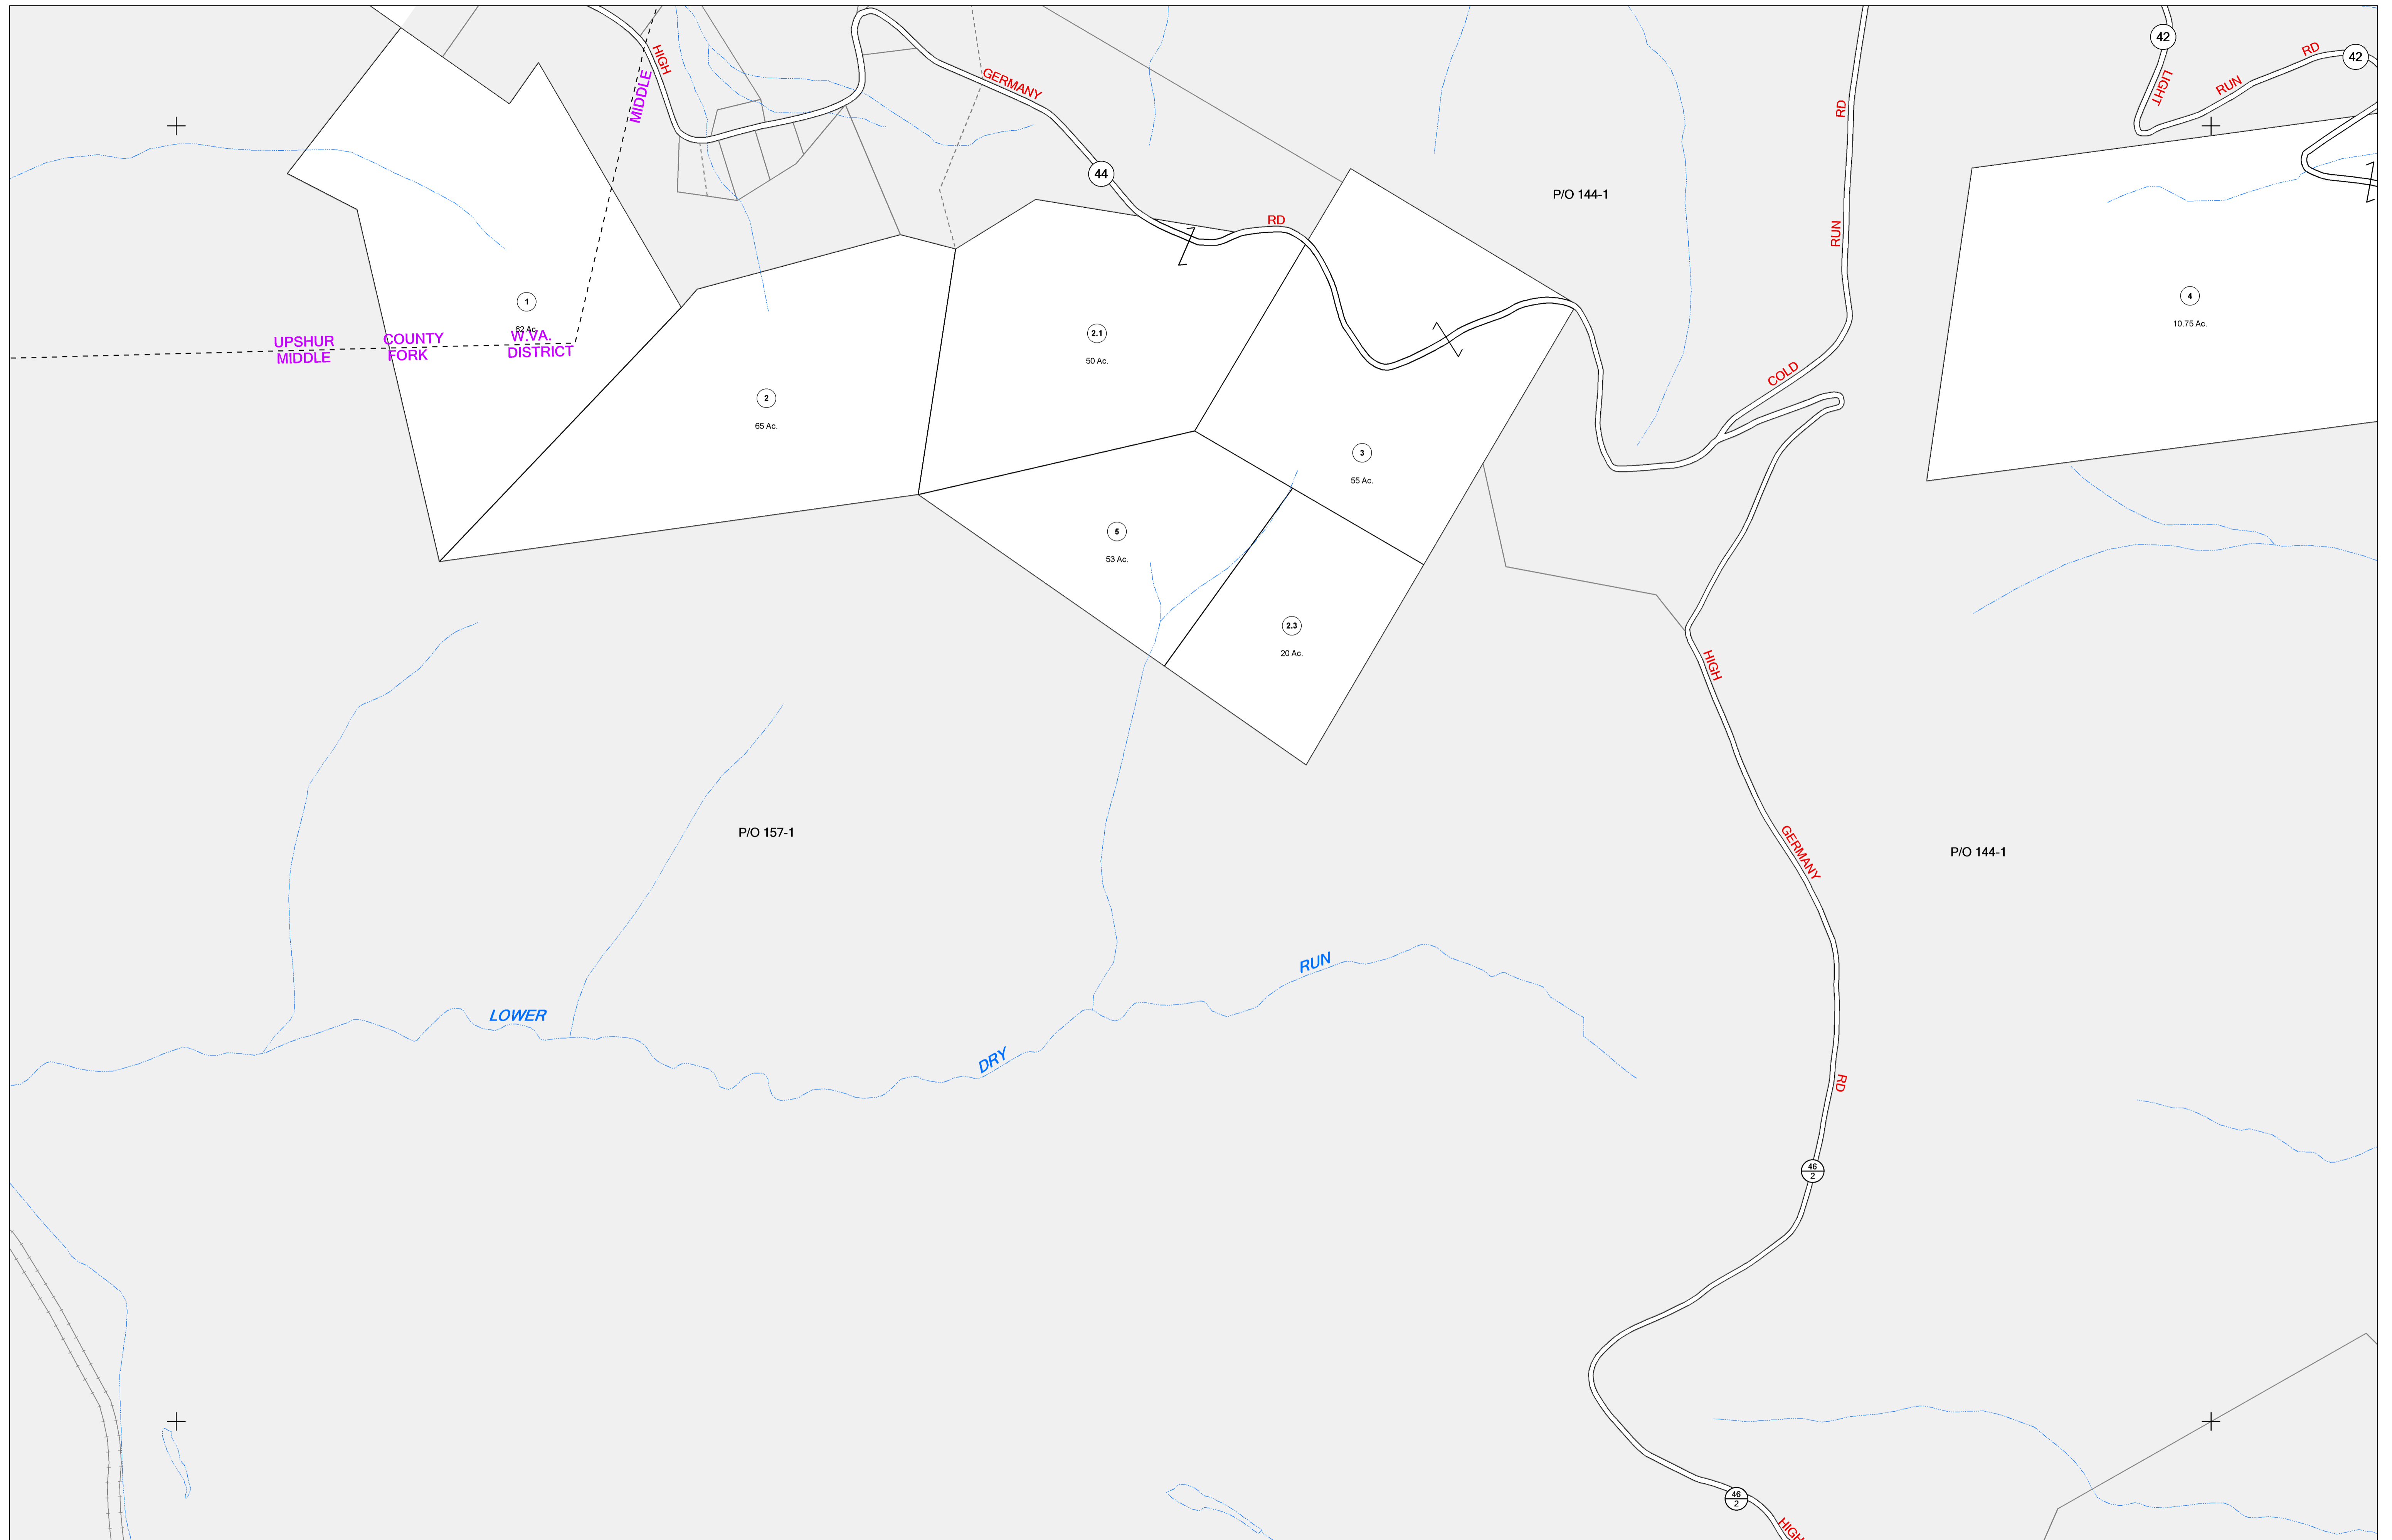 HIGH
MIDDLE
GERMANY
44
RD
P/O 144-1
RD
RUN
COLD
42
LIGHT
RUN
RD
42
1
62 Ac.
UPSHUR COUNTY W.VA.
MIDDLE FORK DISTRICT
2
65 Ac.
2.1
50 Ac.
3
55 Ac.
4
10.75 Ac.
5
53 Ac.
2.3
20 Ac.
HIGH
GERMANY
RD
P/O 157-1
P/O 144-1
LOWER
DRY
RUN
46
2
46
2
HIGH